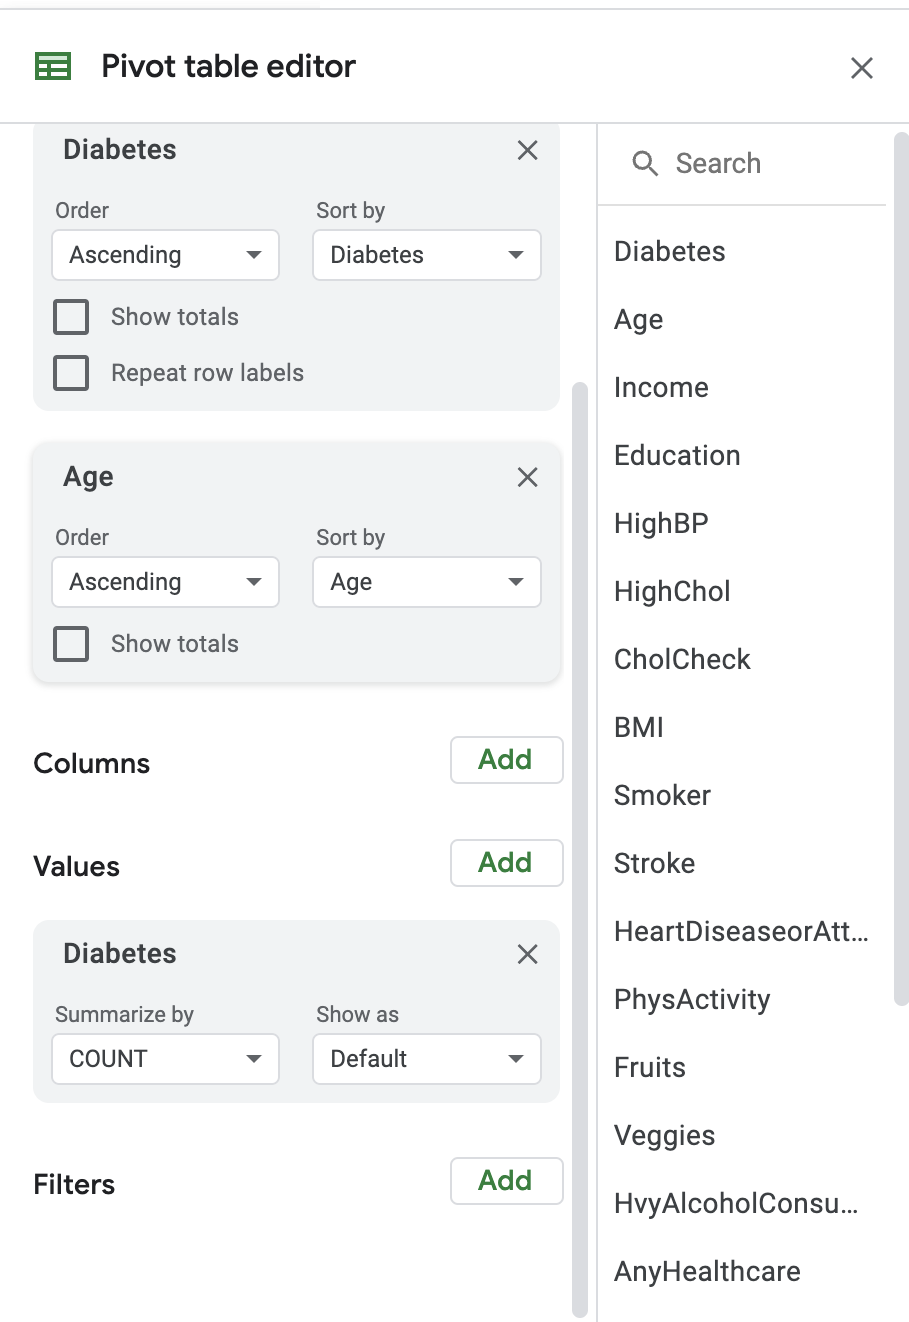 Pivot table editor
Diabetes
Order
Sort by
Ascending
Diabetes
Show totals
Repeat row labels
Age
Order
Sort by
Ascending
Age
Show totals
Columns
Add
Values
Add
Diabetes
Summarize by
Show as
COUNT
Default
Filters
Add
Search
Diabetes
Age
Income
Education
HighBP
HighChol
CholCheck
BMI
Smoker
Stroke
HeartDiseaseorAtt...
PhysActivity
Fruits
Veggies
HvyAlcoholConsu...
AnyHealthcare